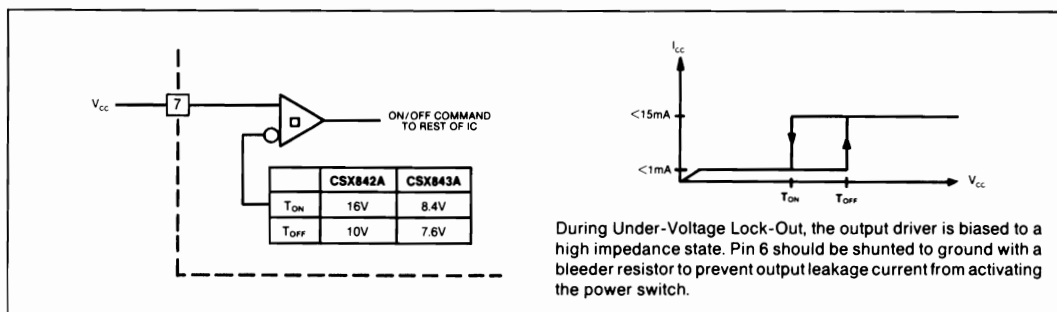 V_CC
7
ON/OFF COMMAND
TO REST OF IC
CSX842A CSX843A
T_ON 16V 8.4V
T_OFF 10V 7.6V
I_CC
<15mA
<1mA
T_ON T_OFF
V_CC
During Under-Voltage Lock-Out, the output driver is biased to a
high impedance state. Pin 6 should be shunted to ground with a
bleeder resistor to prevent output leakage current from activating
the power switch.